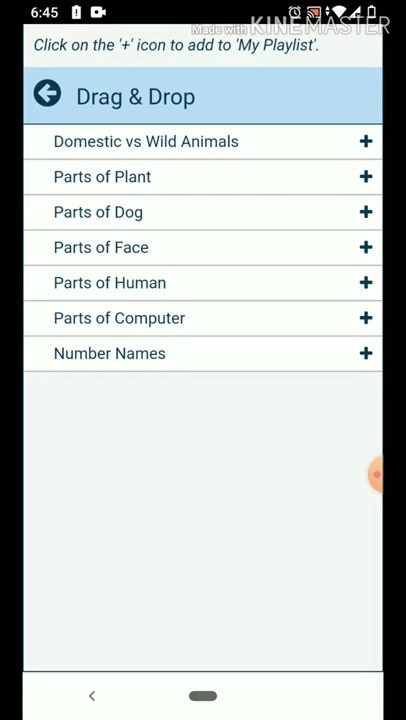 6:45
Made with KINEMASTER
Click on the '+' icon to add to 'My Playlist'.
Drag & Drop
Domestic vs Wild Animals +
Parts of Plant +
Parts of Dog +
Parts of Face +
Parts of Human +
Parts of Computer +
Number Names +